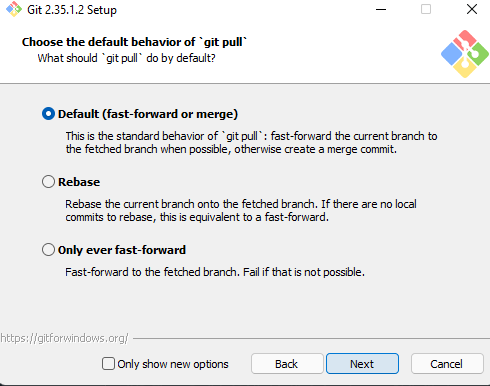 Git 2.35.1.2 Setup
Choose the default behavior of `git pull`
What should `git pull` do by default?
Default (fast-forward or merge)
This is the standard behavior of `git pull`: fast-forward the current branch to
the fetched branch when possible, otherwise create a merge commit.
Rebase
Rebase the current branch onto the fetched branch. If there are no local
commits to rebase, this is equivalent to a fast-forward.
Only ever fast-forward
Fast-forward to the fetched branch. Fail if that is not possible.
https://gitforwindows.org/
Only show new options
Back
Next
Cancel